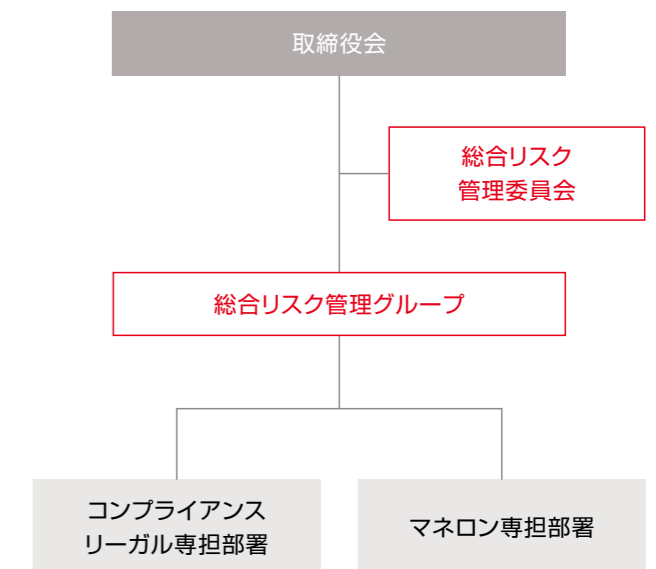 取締役会
総合リスク
管理委員会
総合リスク管理グループ
コンプライアンス
リーガル専担部署
マネロン専担部署